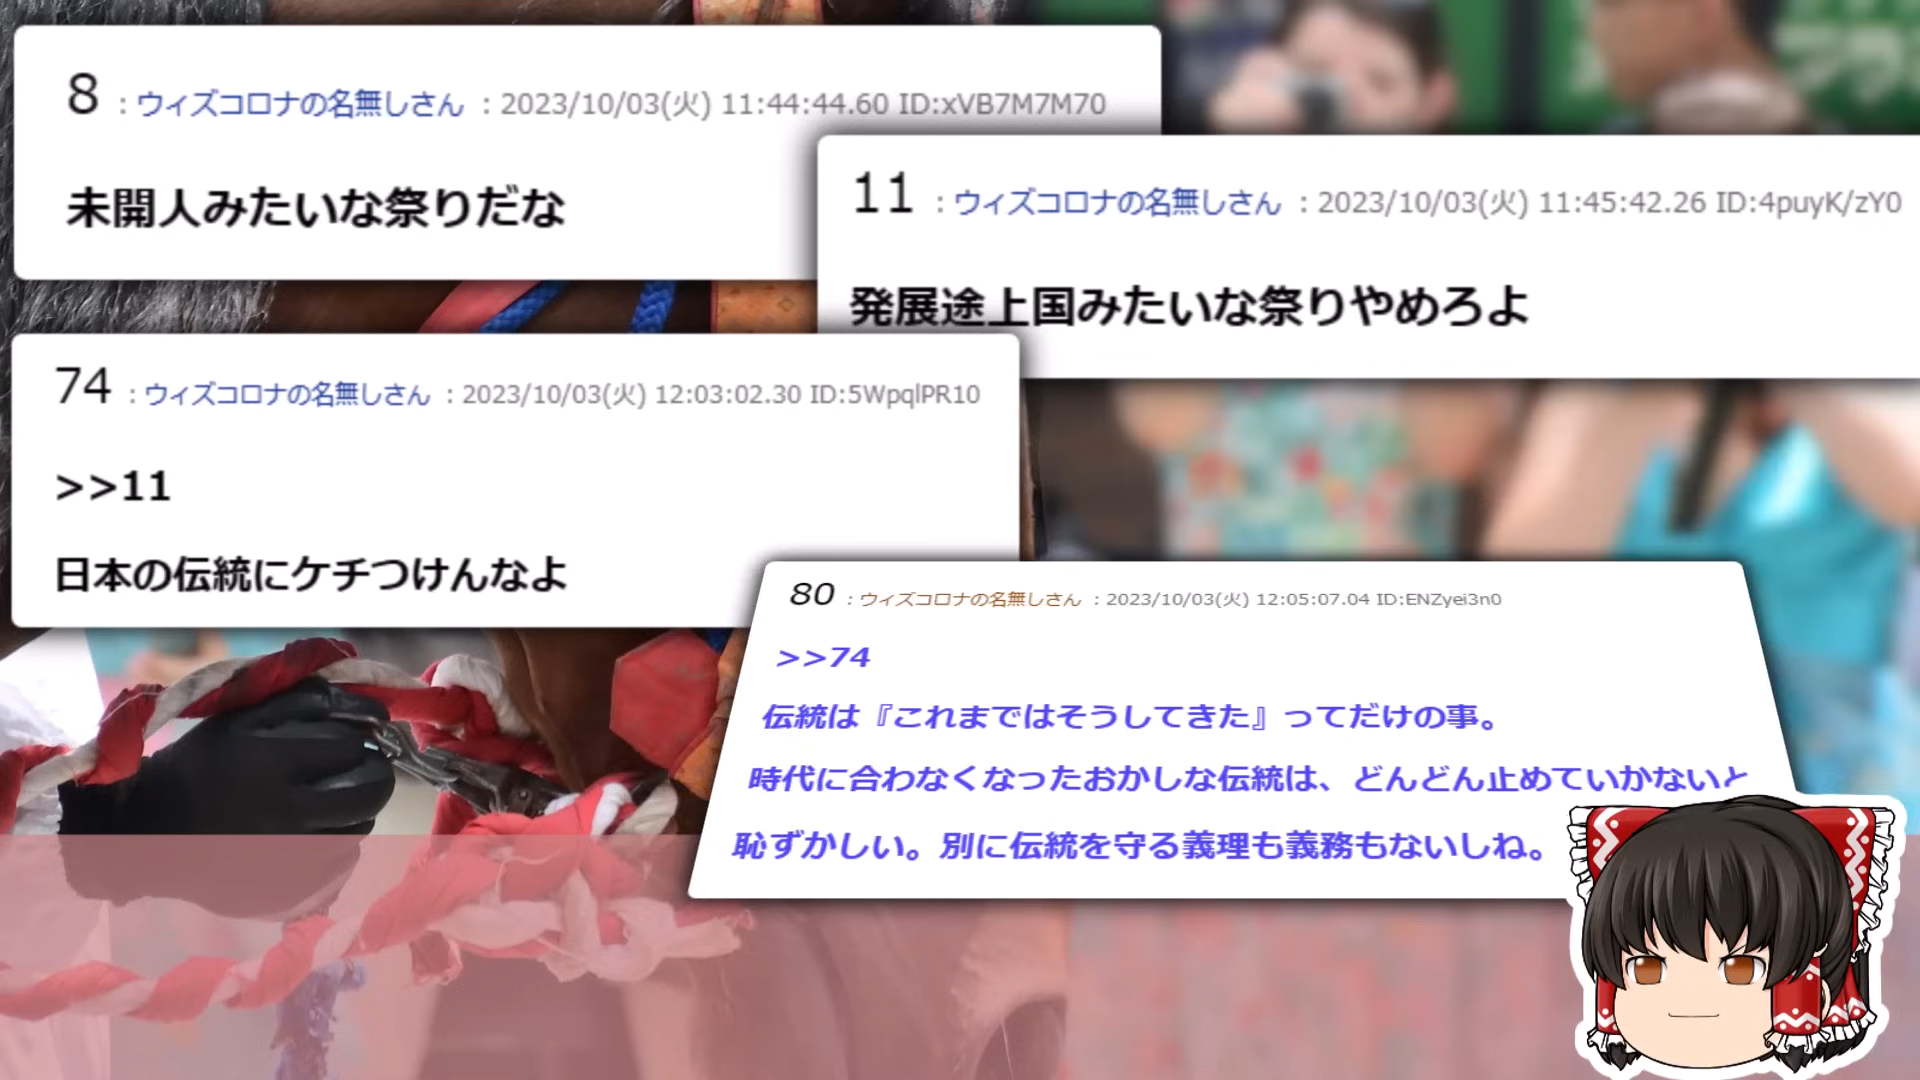 8 : ウィズコロナの名無しさん : 2023/10/03(火) 11:44:44.60 ID:xVB7M7M70
未開人みたいな祭りだな
11 : ウィズコロナの名無しさん : 2023/10/03(火) 11:45:42.26 ID:4puyK/zY0
発展途上国みたいな祭りやめろよ
74 : ウィズコロナの名無しさん : 2023/10/03(火) 12:03:02.30 ID:5WpqlPR10
>>11
日本の伝統にケチつけんなよ
80 : ウィズコロナの名無しさん : 2023/10/03(火) 12:05:07.04 ID:ENZyei3n0
>>74
伝統は『これまではそうしてきた』ってだけの事。
時代に合わなくなったおかしな伝統は、どんどん止めていかないと
恥ずかしい。別に伝統を守る義理も義務もないしね。